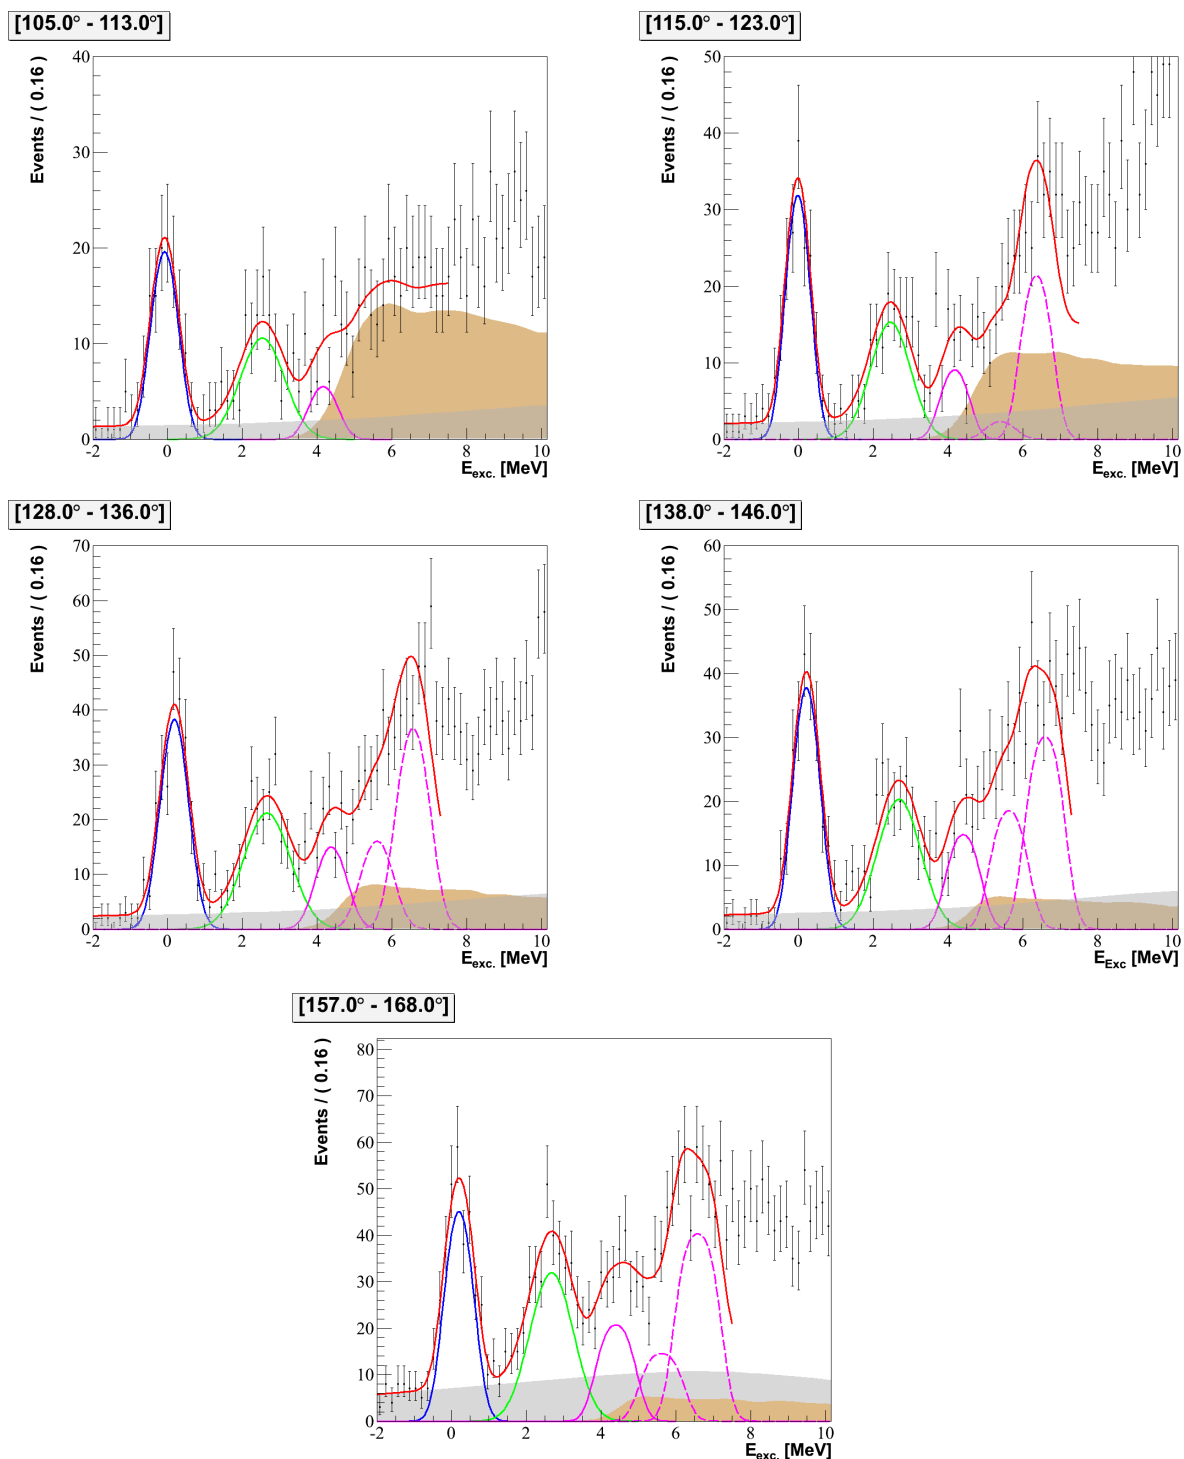 [105.0° - 113.0°]
Events / ( 0.16 )
40
30
20
10
0
-2 0 2 4 6 8 10
E_exc. [MeV]
[115.0° - 123.0°]
Events / ( 0.16 )
50
40
30
20
10
0
-2 0 2 4 6 8 10
E_exc. [MeV]
[128.0° - 136.0°]
Events / ( 0.16 )
70
60
50
40
30
20
10
0
-2 0 2 4 6 8 10
E_exc. [MeV]
[138.0° - 146.0°]
Events / ( 0.16 )
60
50
40
30
20
10
0
-2 0 2 4 6 8 10
E_Exc [MeV]
[157.0° - 168.0°]
Events / ( 0.16 )
80
70
60
50
40
30
20
10
0
-2 0 2 4 6 8 10
E_exc. [MeV]